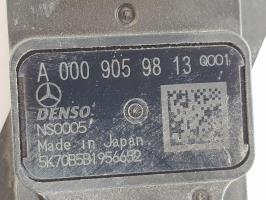 A 000 905 98 13 Q001
DENSO
NS0005
Made in Japan
5K70B5B1956652